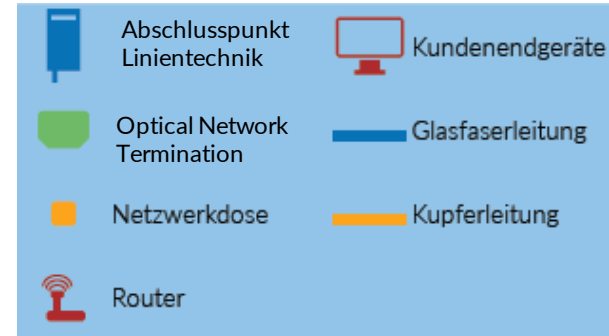 Abschlusspunkt
Linientechnik
Kundenendgeräte
Optical Network
Termination
Glasfaserleitung
Netzwerkdose
Kupferleitung
Router